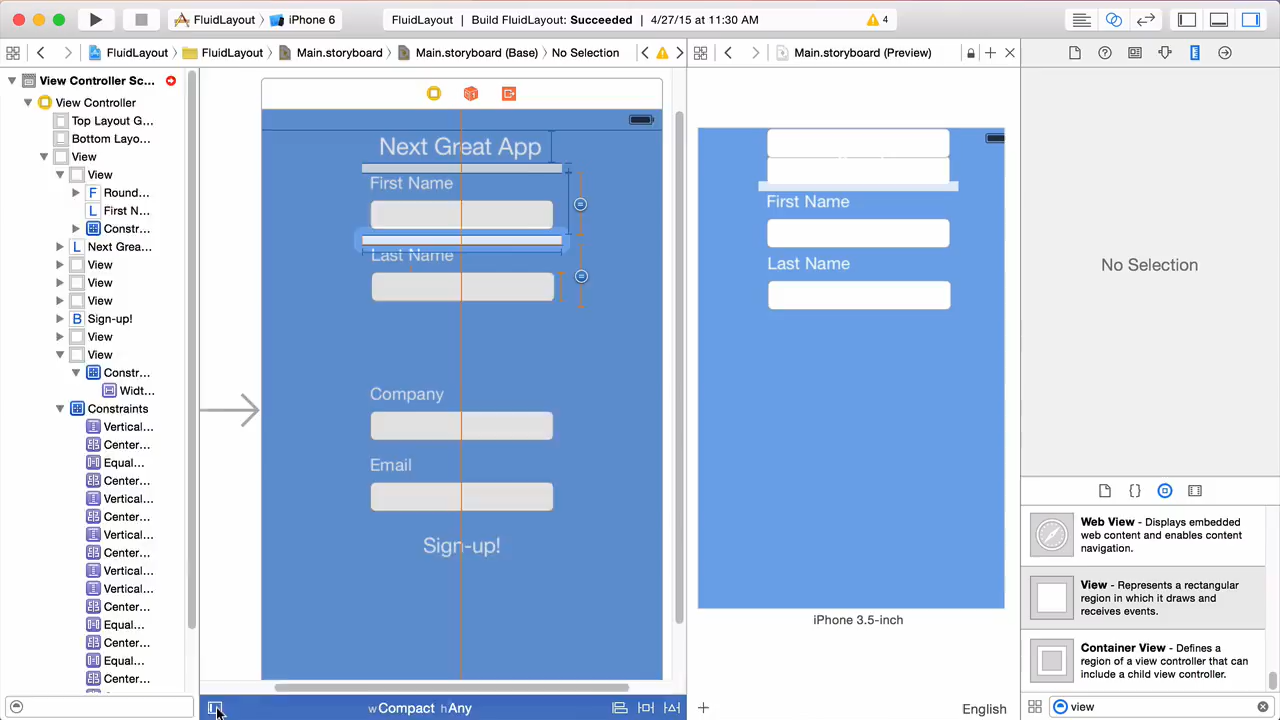 FluidLayout iPhone 6 FluidLayout | Build FluidLayout: Succeeded | 4/27/15 at 11:30 AM 4
FluidLayout FluidLayout Main.storyboard Main.storyboard (Base) No Selection
Main.storyboard (Preview)
View Controller Sc...
View Controller
Top Layout G...
Bottom Layo...
View
View
F Round...
L First N...
Constr...
L Next Grea...
View
View
View
B Sign-up!
View
View
Constr...
Widt...
Constraints
Vertical...
Center...
Equal...
Center...
Vertical...
Center...
Vertical...
Center...
Vertical...
Vertical...
Center...
Equal...
Center...
Equal...
Center...
Next Great App
First Name
Last Name
Company
Email
Sign-up!
wCompact hAny
First Name
Last Name
iPhone 3.5-inch
English
No Selection
Web View - Displays embedded
web content and enables content
navigation.
View - Represents a rectangular
region in which it draws and
receives events.
Container View - Defines a
region of a view controller that can
include a child view controller.
view